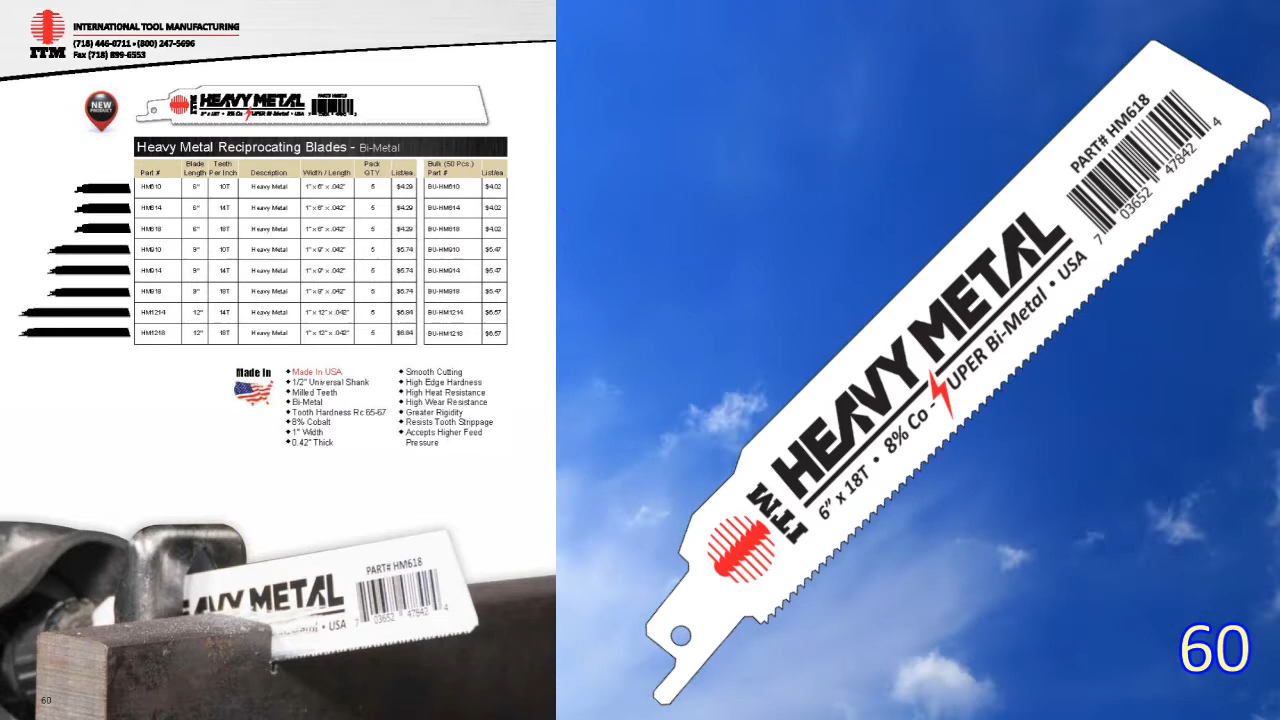 INTERNATIONAL TOOL MANUFACTURING
(718) 446-0711 • (800) 247-5696
Fax (718) 899-6553
ITM
NEW PRODUCT
ITM HEAVY METAL PART# HM618
6" x 18T • 8% Co - SUPER Bi-Metal • USA
Heavy Metal Reciprocating Blades - Bi-Metal
Part # Blade Length Teeth Per Inch Description Width / Length Pack QTY. List/ea Bulk (50 Pcs.) Part # List/ea
HM610 6" 10T Heavy Metal 1" x 6" x .042" 5 $4.29 BU-HM610 $4.02
HM614 6" 14T Heavy Metal 1" x 6" x .042" 5 $4.29 BU-HM614 $4.02
HM618 6" 18T Heavy Metal 1" x 6" x .042" 5 $4.29 BU-HM618 $4.02
HM910 9" 10T Heavy Metal 1" x 9" x .042" 5 $5.74 BU-HM910 $5.47
HM914 9" 14T Heavy Metal 1" x 9" x .042" 5 $5.74 BU-HM914 $5.47
HM918 9" 18T Heavy Metal 1" x 9" x .042" 5 $5.74 BU-HM918 $5.47
HM1214 12" 14T Heavy Metal 1" x 12" x .042" 5 $6.84 BU-HM1214 $6.57
HM1218 12" 18T Heavy Metal 1" x 12" x .042" 5 $6.84 BU-HM1218 $6.57
Made In
Made In USA
1/2" Universal Shank
Milled Teeth
Bi-Metal
Tooth Hardness Rc 65-67
8% Cobalt
1" Width
0.42" Thick
Smooth Cutting
High Edge Hardness
High Heat Resistance
High Wear Resistance
Greater Rigidity
Resists Tooth Strippage
Accepts Higher Feed
Pressure
HEAVY METAL
PART# HM618
• USA
7 03652 47842 4
60
ITM
HEAVY METAL
6" x 18T • 8% Co - SUPER Bi-Metal • USA
PART# HM618
7 03652 47842 4
60